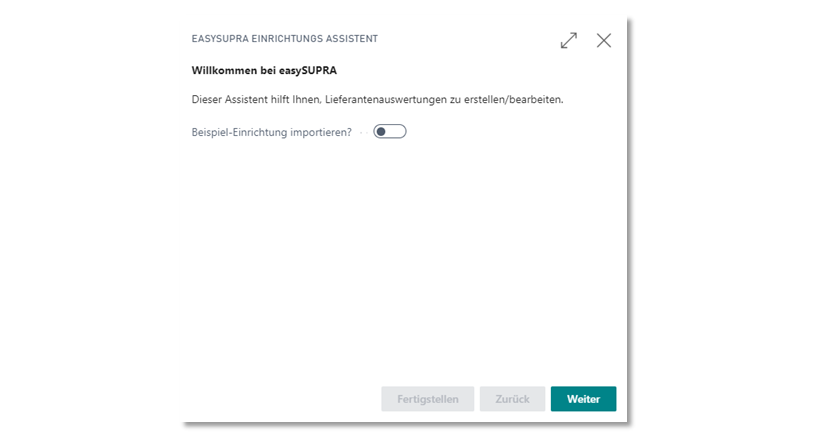 EASYSUPRA EINRICHTUNGS ASSISTENT
Willkommen bei easySUPRA
Dieser Assistent hilft Ihnen, Lieferantenauswertungen zu erstellen/bearbeiten.
Beispiel-Einrichtung importieren?
Fertigstellen Zurück Weiter